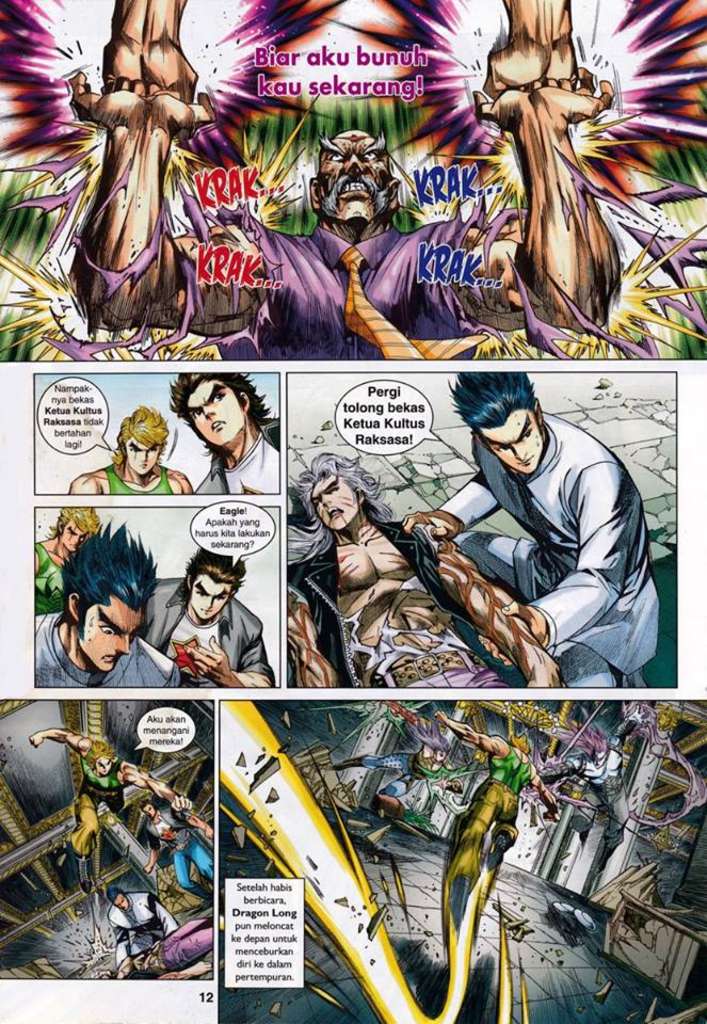 Biar aku bunuh
kau sekarang!
KRAK...
KRAK...
KRAK...
KRAK...
Nampak-
nya bekas
Ketua Kultus
Raksasa tidak
bertahan
lagi!
Pergi
tolong bekas
Ketua Kultus
Raksasa!
Eagle!
Apakah yang
harus kita lakukan
sekarang?
Aku akan
menangani
mereka!
Setelah habis
berbicara,
Dragon Long
pun meloncat
ke depan untuk
menceburkan
diri ke dalam
pertempuran.
12